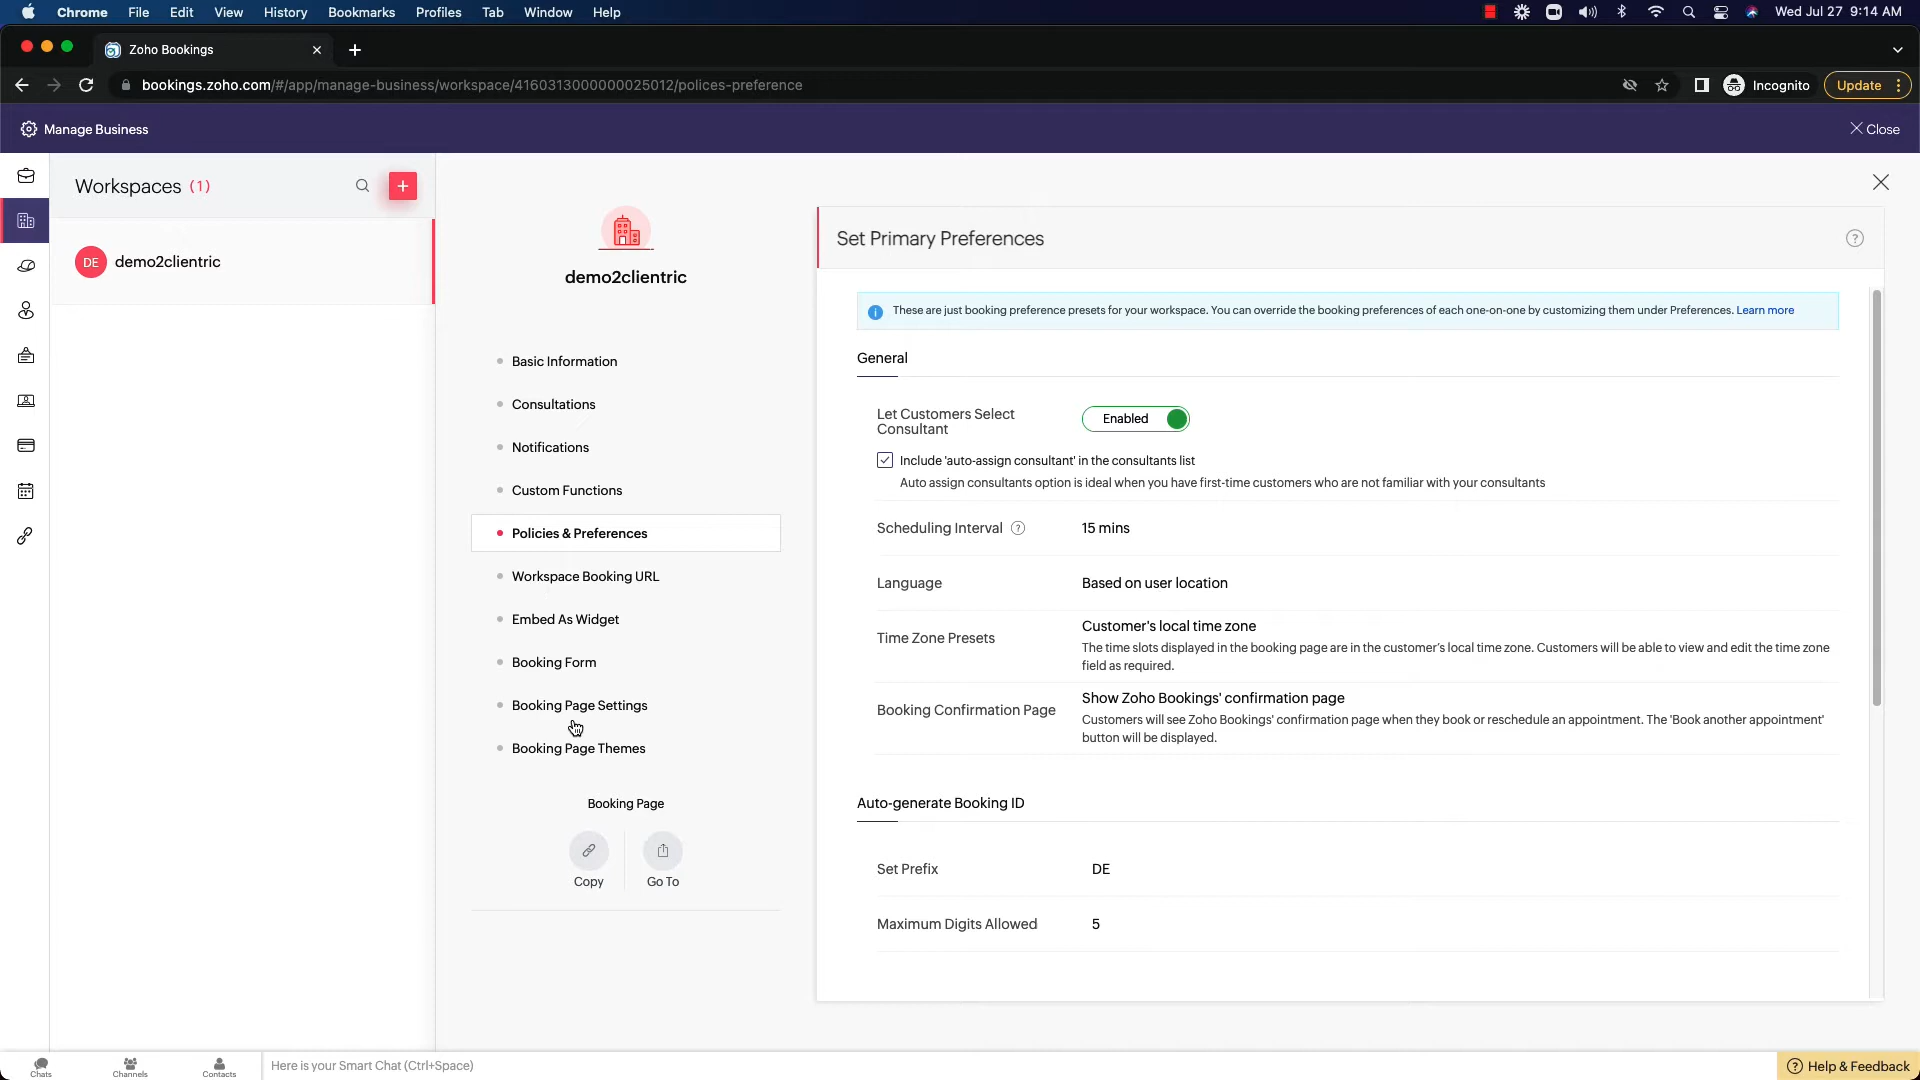 Chrome File Edit View History Bookmarks Profiles Tab Window Help Wed Jul 27 9:14 AM
Zoho Bookings
bookings.zoho.com/#/app/manage-business/workspace/4160313000000025012/polices-preference Incognito Update
Manage Business Close
Workspaces (1)
DE demo2clientric
demo2clientric
Basic Information
Consultations
Notifications
Custom Functions
Policies & Preferences
Workspace Booking URL
Embed As Widget
Booking Form
Booking Page Settings
Booking Page Themes
Booking Page
Copy Go To
Set Primary Preferences ?
These are just booking preference presets for your workspace. You can override the booking preferences of each one-on-one by customizing them under Preferences. Learn more
General
Let Customers Select
Consultant
Enabled
Include 'auto-assign consultant' in the consultants list
Auto assign consultants option is ideal when you have first-time customers who are not familiar with your consultants
Scheduling Interval ? 15 mins
Language Based on user location
Time Zone Presets
Customer's local time zone
The time slots displayed in the booking page are in the customer's local time zone. Customers will be able to view and edit the time zone
field as required.
Booking Confirmation Page
Show Zoho Bookings' confirmation page
Customers will see Zoho Bookings' confirmation page when they book or reschedule an appointment. The 'Book another appointment'
button will be displayed.
Auto-generate Booking ID
Set Prefix DE
Maximum Digits Allowed 5
Chats Channels Contacts Here is your Smart Chat (Ctrl+Space) ? Help & Feedback